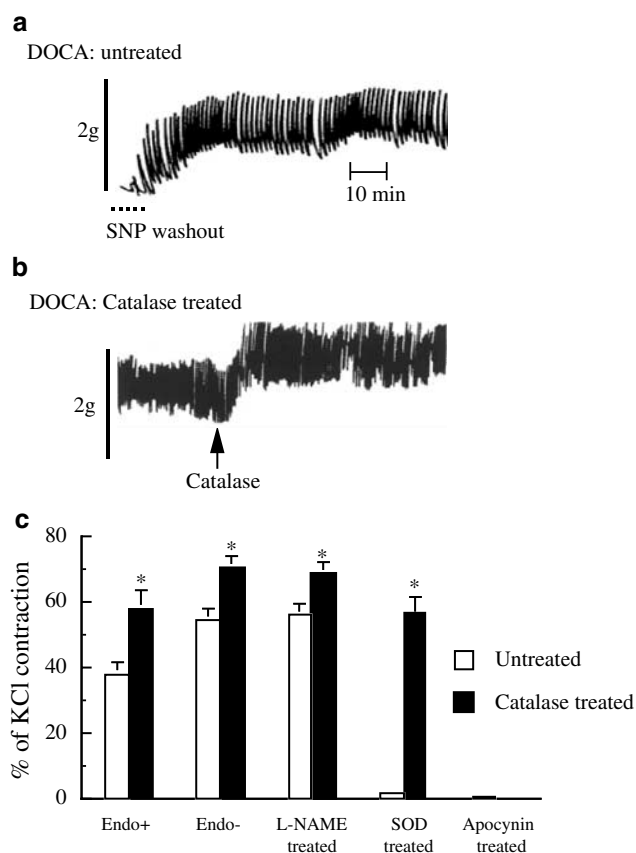 a
DOCA: untreated
2g
10 min
SNP washout
b
DOCA: Catalase treated
2g
Catalase
c
% of KCl contraction
80
60
40
20
0
*
*
*
*
Untreated
Catalase treated
Endo+ Endo- L-NAME SOD Apocynin
treated treated treated